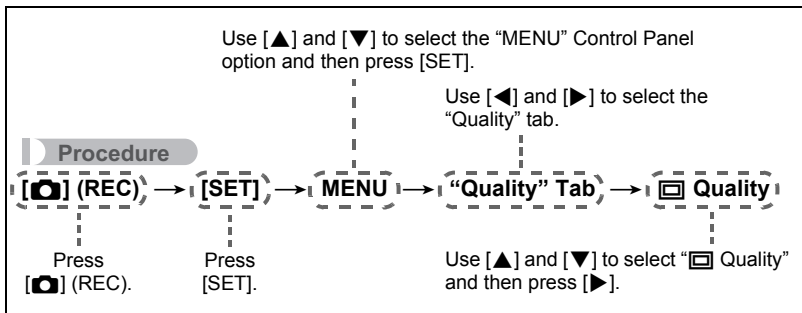 Use [▲] and [▼] to select the “MENU” Control Panel
option and then press [SET].
Use [◀] and [▶] to select the
“Quality” tab.
Procedure
[📷] (REC) → [SET] → MENU → “Quality” Tab → 回 Quality
Press
[📷] (REC).
Press
[SET].
Use [▲] and [▼] to select “回 Quality”
and then press [▶].